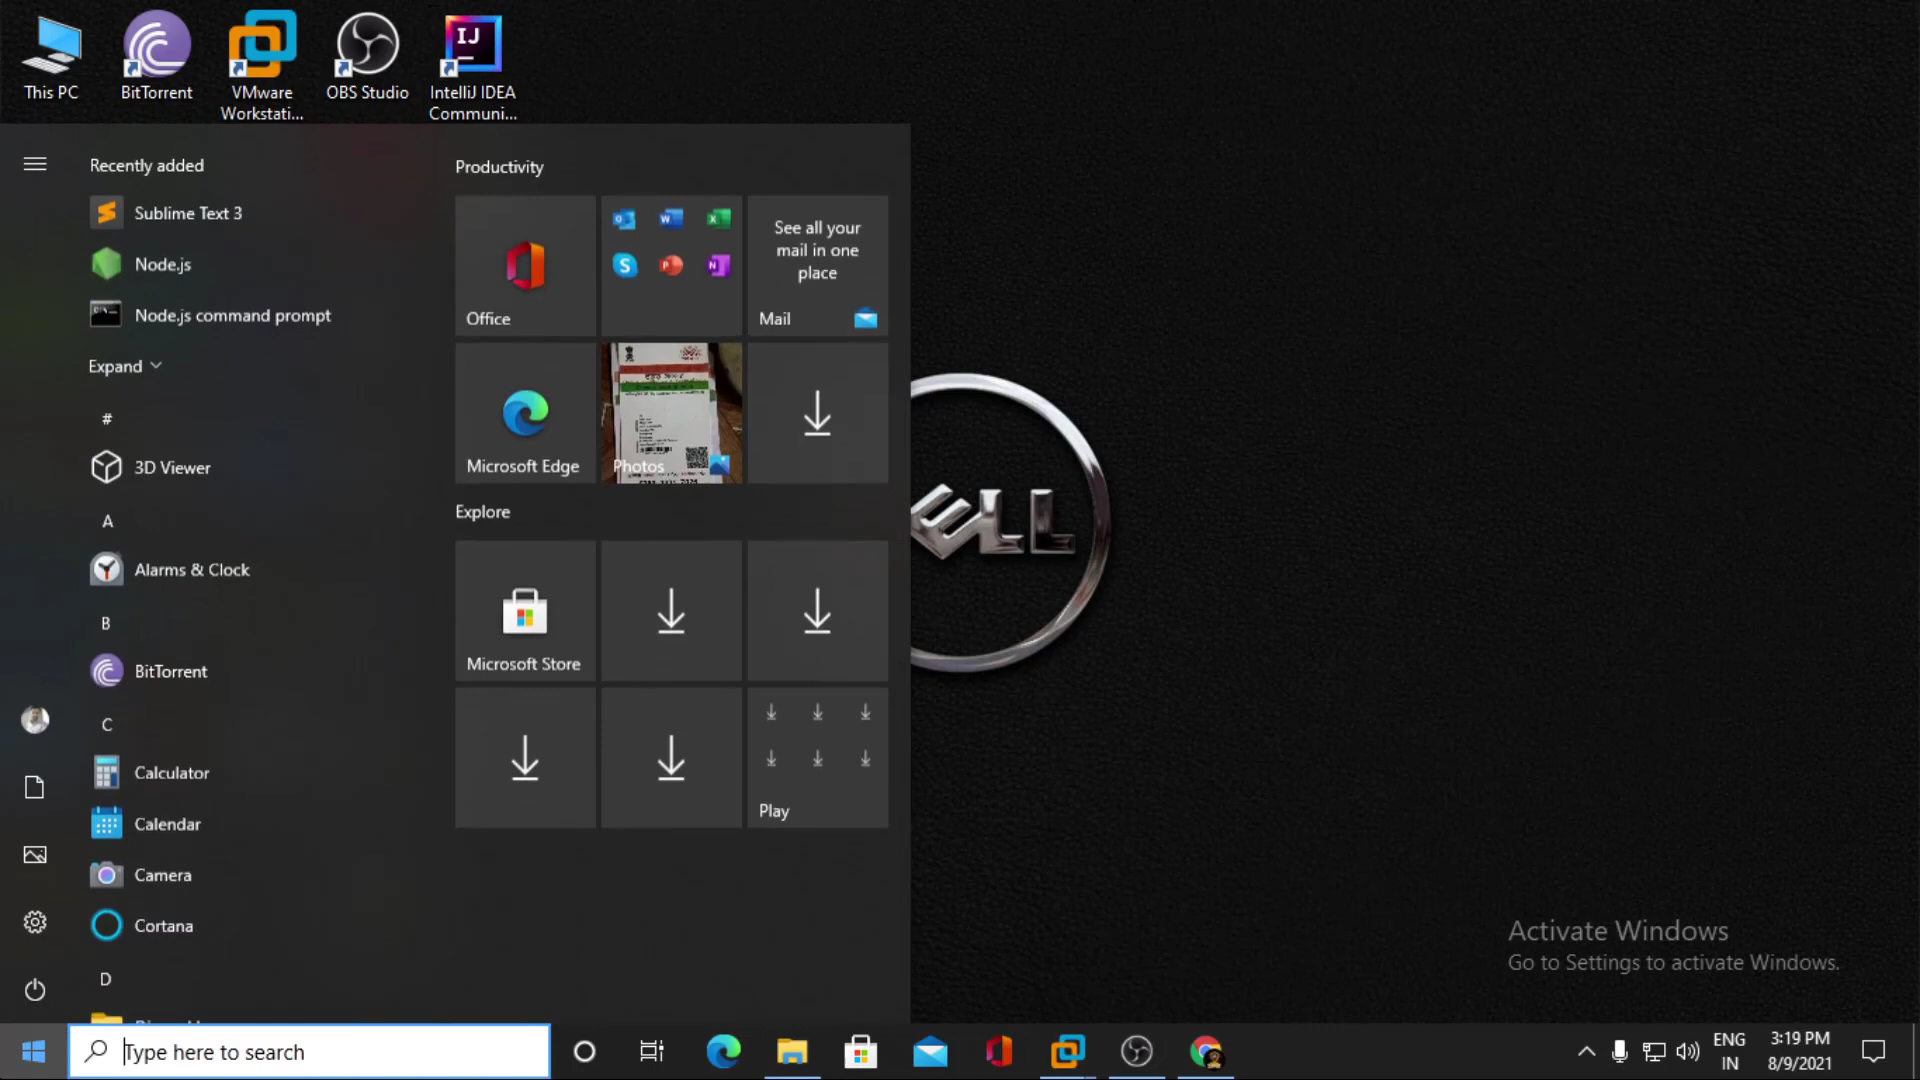 This PC
BitTorrent
VMware
Workstati...
OBS Studio
IntelliJ IDEA
Communi...
Recently added
Sublime Text 3
Node.js
Node.js command prompt
Expand
#
3D Viewer
A
Alarms & Clock
B
BitTorrent
C
Calculator
Calendar
Camera
Cortana
D
Productivity
Office
See all your
mail in one
place
Mail
Microsoft Edge
Photos
Explore
Microsoft Store
Play
ELL
Activate Windows
Go to Settings to activate Windows.
Type here to search
ENG
IN
3:19 PM
8/9/2021